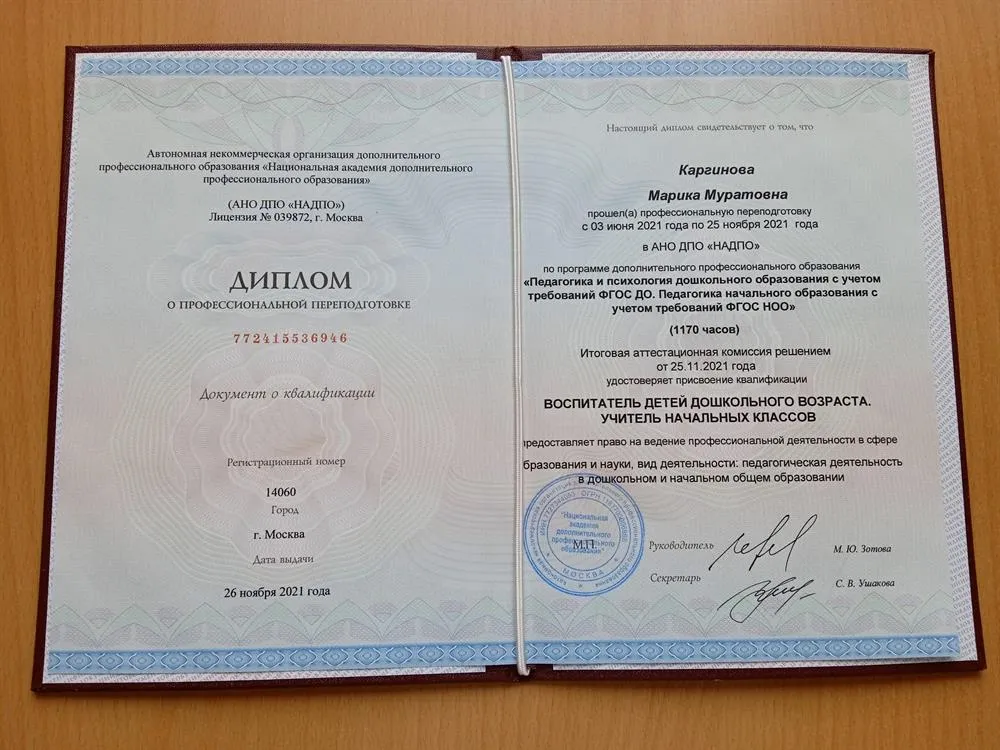 Автономная некоммерческая организация дополнительного
профессионального образования «Национальная академия дополнительного
профессионального образования»
(АНО ДПО «НАДПО»)
Лицензия № 039872, г. Москва
ДИПЛОМ
О ПРОФЕССИОНАЛЬНОЙ ПЕРЕПОДГОТОВКЕ
772415536946
Документ о квалификации
Регистрационный номер
14060
Город
г. Москва
Дата выдачи
26 ноября 2021 года
Настоящий диплом свидетельствует о том, что
Каргинова
Марика Муратовна
прошел(а) профессиональную переподготовку
с 03 июня 2021 года по 25 ноября 2021 года
в АНО ДПО «НАДПО»
по программе дополнительного профессионального образования
«Педагогика и психология дошкольного образования с учетом
требований ФГОС ДО. Педагогика начального образования с
учетом требований ФГОС НОО»
(1170 часов)
Итоговая аттестационная комиссия решением
от 25.11.2021 года
удостоверяет присвоение квалификации
ВОСПИТАТЕЛЬ ДЕТЕЙ ДОШКОЛЬНОГО ВОЗРАСТА.
УЧИТЕЛЬ НАЧАЛЬНЫХ КЛАССОВ
предоставляет право на ведение профессиональной деятельности в сфере
бразования и науки, вид деятельности: педагогическая деятельность
в дошкольном и начальном общем образовании
"Национальная
академия
дополнительного
профессионального
образования"
МОСКВА
М.П.
Руководитель
М. Ю. Зотова
Секретарь
С. В. Ушакова